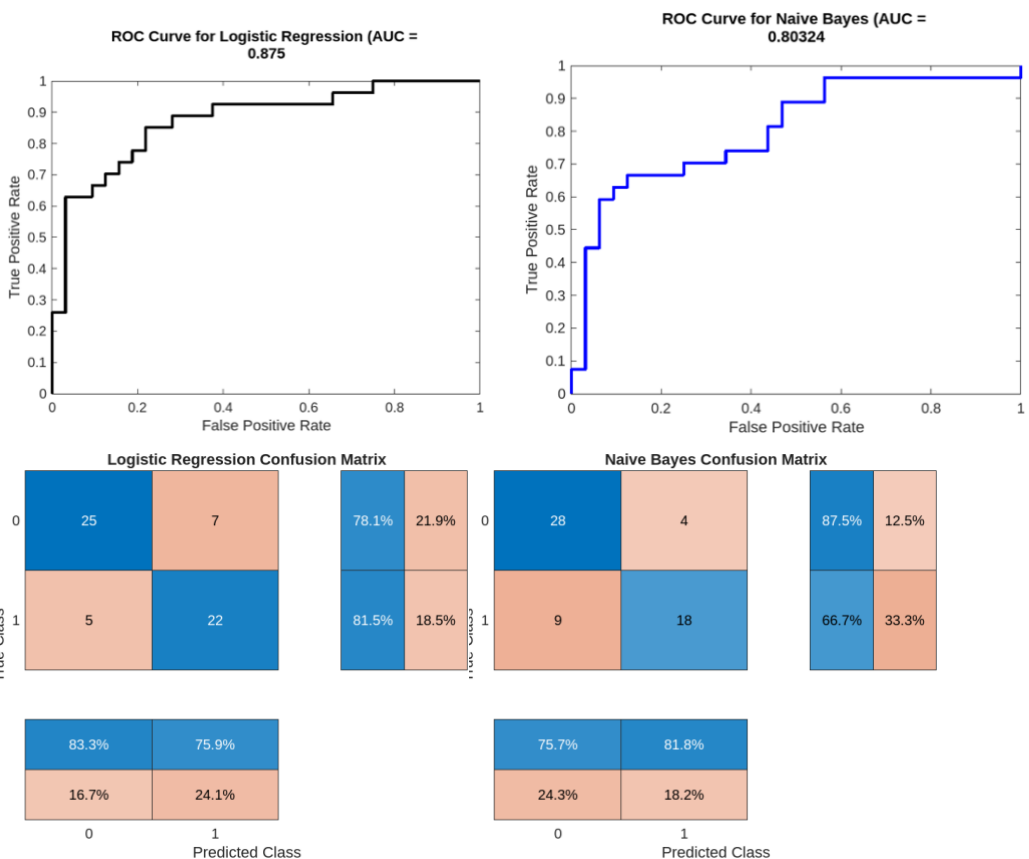 ROC Curve for Logistic Regression (AUC =
0.875
1
0.9
0.8
0.7
0.6
0.5
0.4
0.3
0.2
0.1
0
True Positive Rate
0 0.2 0.4 0.6 0.8 1
False Positive Rate
ROC Curve for Naive Bayes (AUC =
0.80324
1
0.9
0.8
0.7
0.6
0.5
0.4
0.3
0.2
0.1
0
True Positive Rate
0 0.2 0.4 0.6 0.8 1
False Positive Rate
Logistic Regression Confusion Matrix
0 25 7 78.1% 21.9%
1 5 22 81.5% 18.5%
83.3% 75.9%
16.7% 24.1%
0 1
Predicted Class
Naive Bayes Confusion Matrix
0 28 4 87.5% 12.5%
1 9 18 66.7% 33.3%
75.7% 81.8%
24.3% 18.2%
0 1
Predicted Class